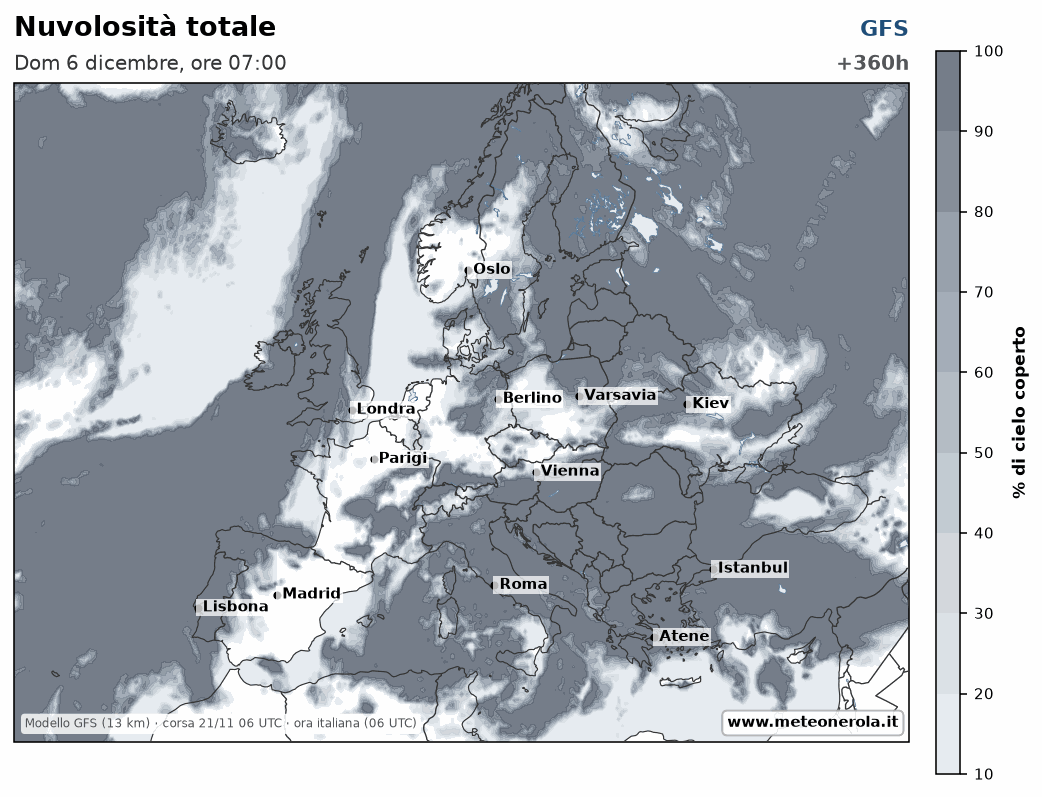 Nuvolosità totale
GFS
Dom 6 dicembre, ore 07:00
+360h
100
90
80
70
60
50
40
30
20
10
% di cielo coperto
Oslo
Londra
Berlino
Varsavia
Kiev
Parigi
Vienna
Istanbul
Roma
Madrid
Lisbona
Atene
Modello GFS (13 km) · corsa 21/11 06 UTC · ora italiana (06 UTC)
www.meteonerola.it